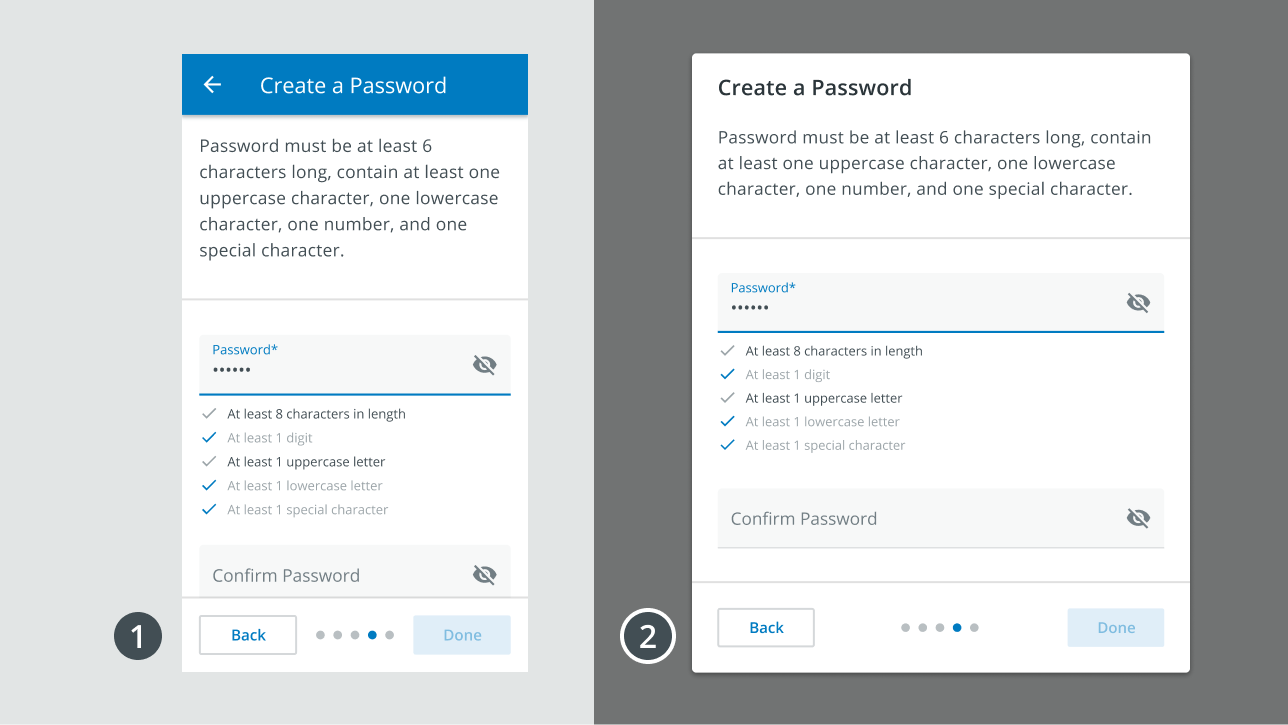 Create a Password
Password must be at least 6
characters long, contain at least one
uppercase character, one lowercase
character, one number, and one
special character.
Password*
••••••
At least 8 characters in length
At least 1 digit
At least 1 uppercase letter
At least 1 lowercase letter
At least 1 special character
Confirm Password
Back
Done
1
Create a Password
Password must be at least 6 characters long, contain
at least one uppercase character, one lowercase
character, one number, and one special character.
Password*
••••••
At least 8 characters in length
At least 1 digit
At least 1 uppercase letter
At least 1 lowercase letter
At least 1 special character
Confirm Password
Back
Done
2